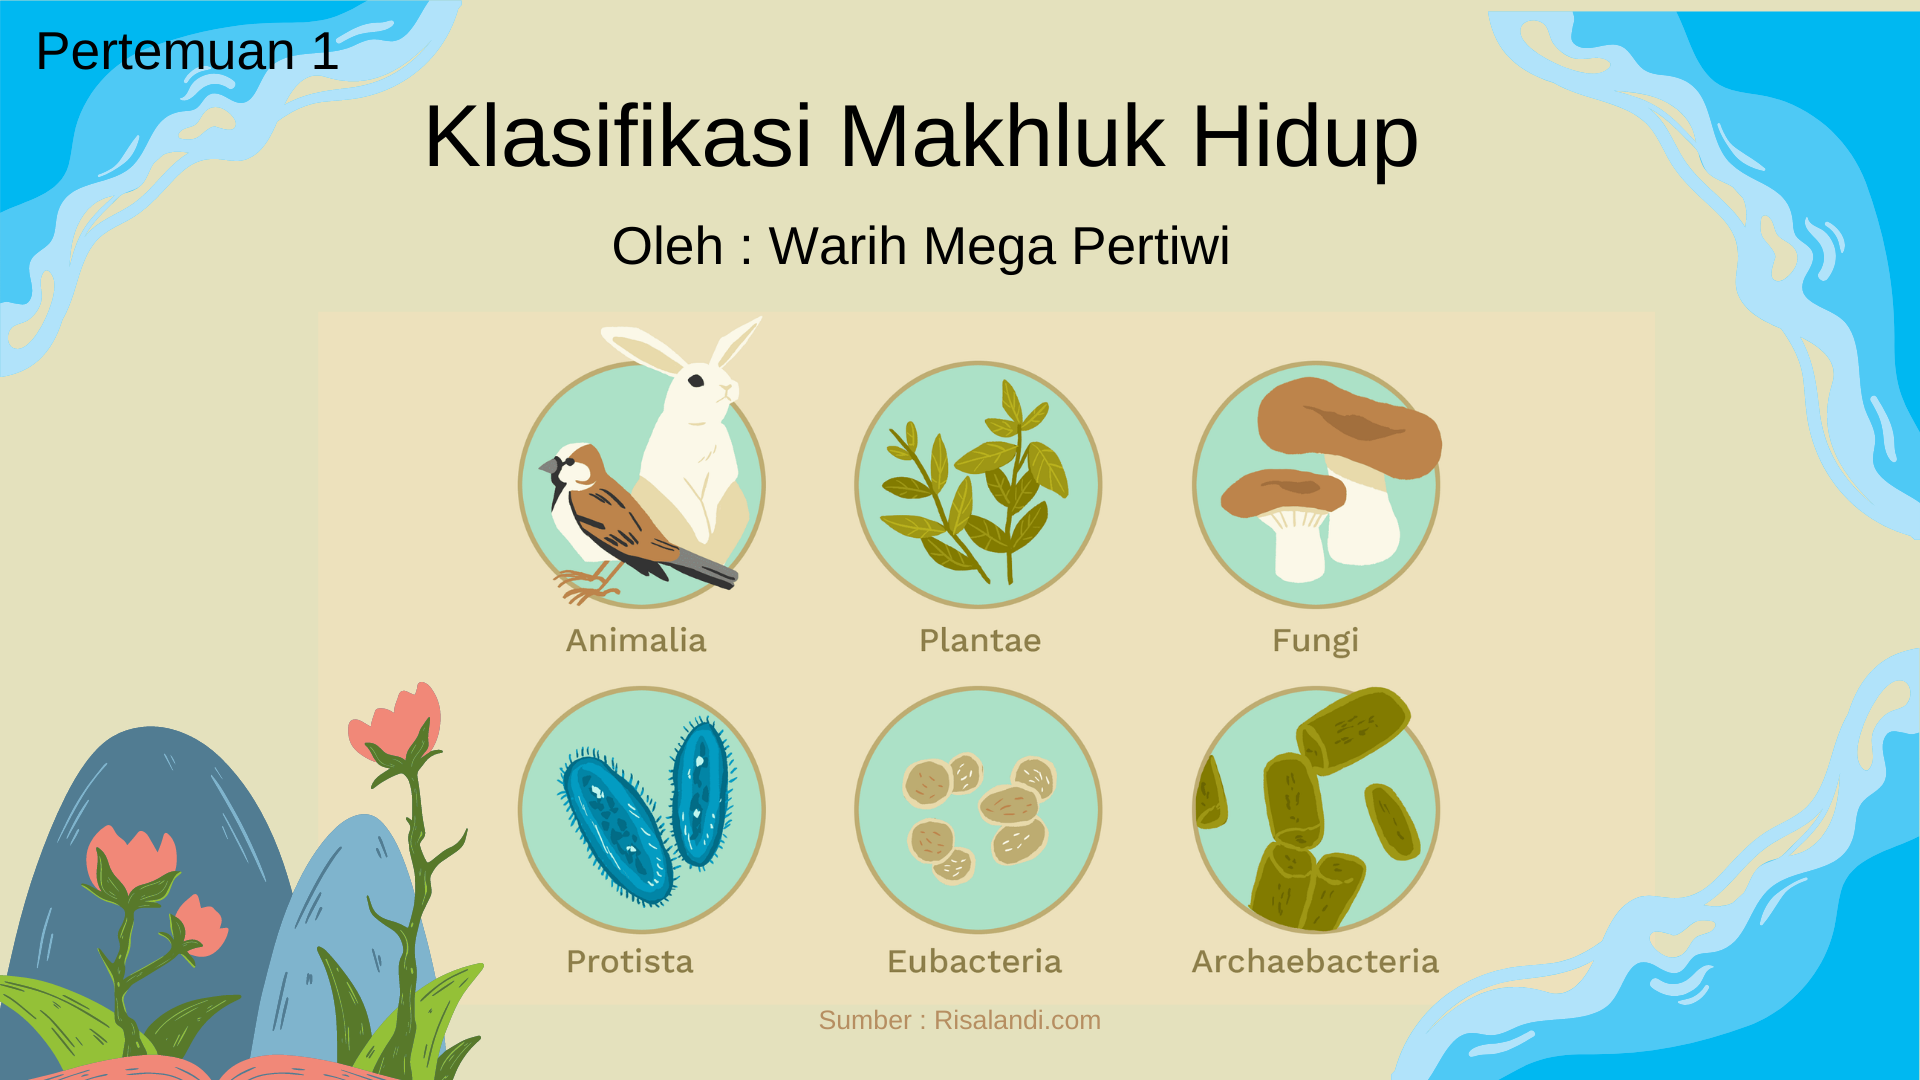 Pertemuan 1
Klasifikasi Makhluk Hidup
Oleh : Warih Mega Pertiwi
Animalia
Plantae
Fungi
Protista
Eubacteria
Archaebacteria
Sumber : Risalandi.com